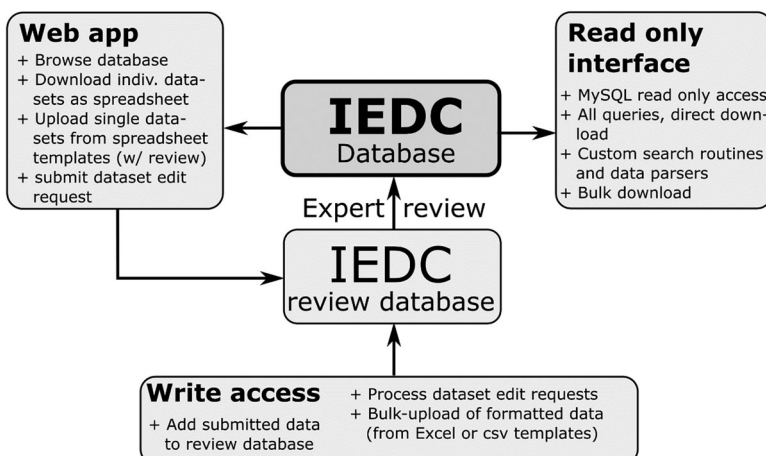 Web app
+ Browse database
+ Download indiv. data-
sets as spreadsheet
+ Upload single data-
sets from spreadsheet
templates (w/ review)
+ submit dataset edit
request
IEDC
Database
Read only
interface
+ MySQL read only access
+ All queries, direct down-
load
+ Custom search routines
and data parsers
+ Bulk download
Expert review
IEDC
review database
Write access
+ Add submitted data
to review database
+ Process dataset edit requests
+ Bulk-upload of formatted data
(from Excel or csv templates)